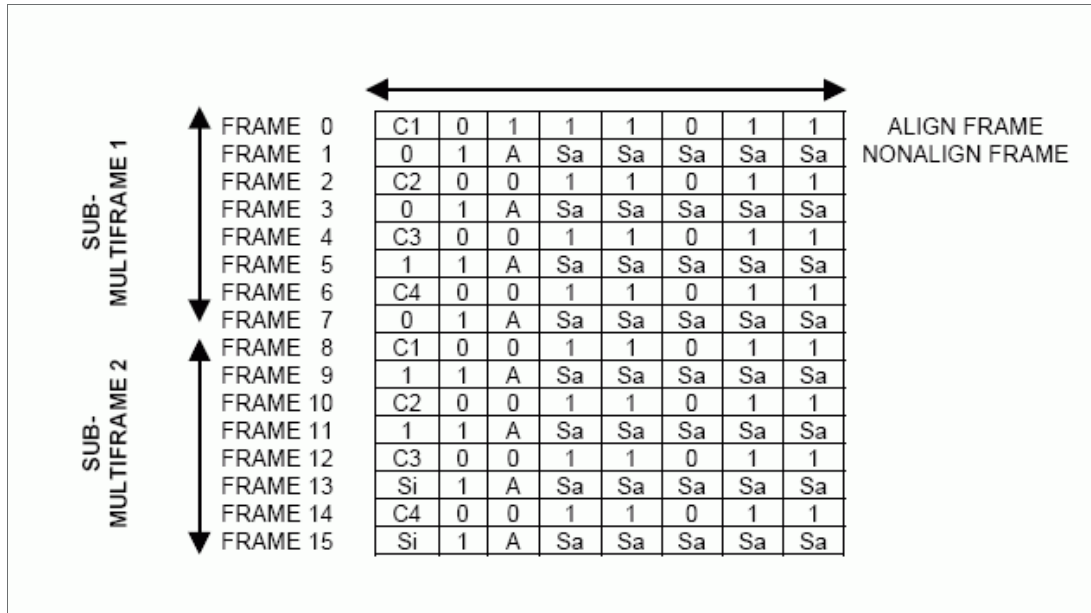 FRAME 0 C1 0 1 1 1 0 1 1 ALIGN FRAME
FRAME 1 0 1 A Sa Sa Sa Sa Sa NONALIGN FRAME
FRAME 2 C2 0 0 1 1 0 1 1
FRAME 3 0 1 A Sa Sa Sa Sa Sa
FRAME 4 C3 0 0 1 1 0 1 1
FRAME 5 1 1 A Sa Sa Sa Sa Sa
FRAME 6 C4 0 0 1 1 0 1 1
FRAME 7 0 1 A Sa Sa Sa Sa Sa
SUB-
MULTIFRAME 1
FRAME 8 C1 0 0 1 1 0 1 1
FRAME 9 1 1 A Sa Sa Sa Sa Sa
FRAME 10 C2 0 0 1 1 0 1 1
FRAME 11 1 1 A Sa Sa Sa Sa Sa
FRAME 12 C3 0 0 1 1 0 1 1
FRAME 13 Si 1 A Sa Sa Sa Sa Sa
FRAME 14 C4 0 0 1 1 0 1 1
FRAME 15 Si 1 A Sa Sa Sa Sa Sa
SUB-
MULTIFRAME 2